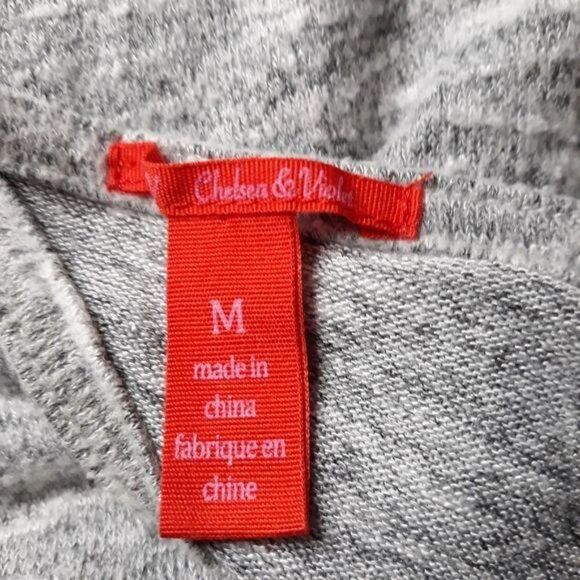 Chelsea & Violet
M
made in
china
fabrique en
chine